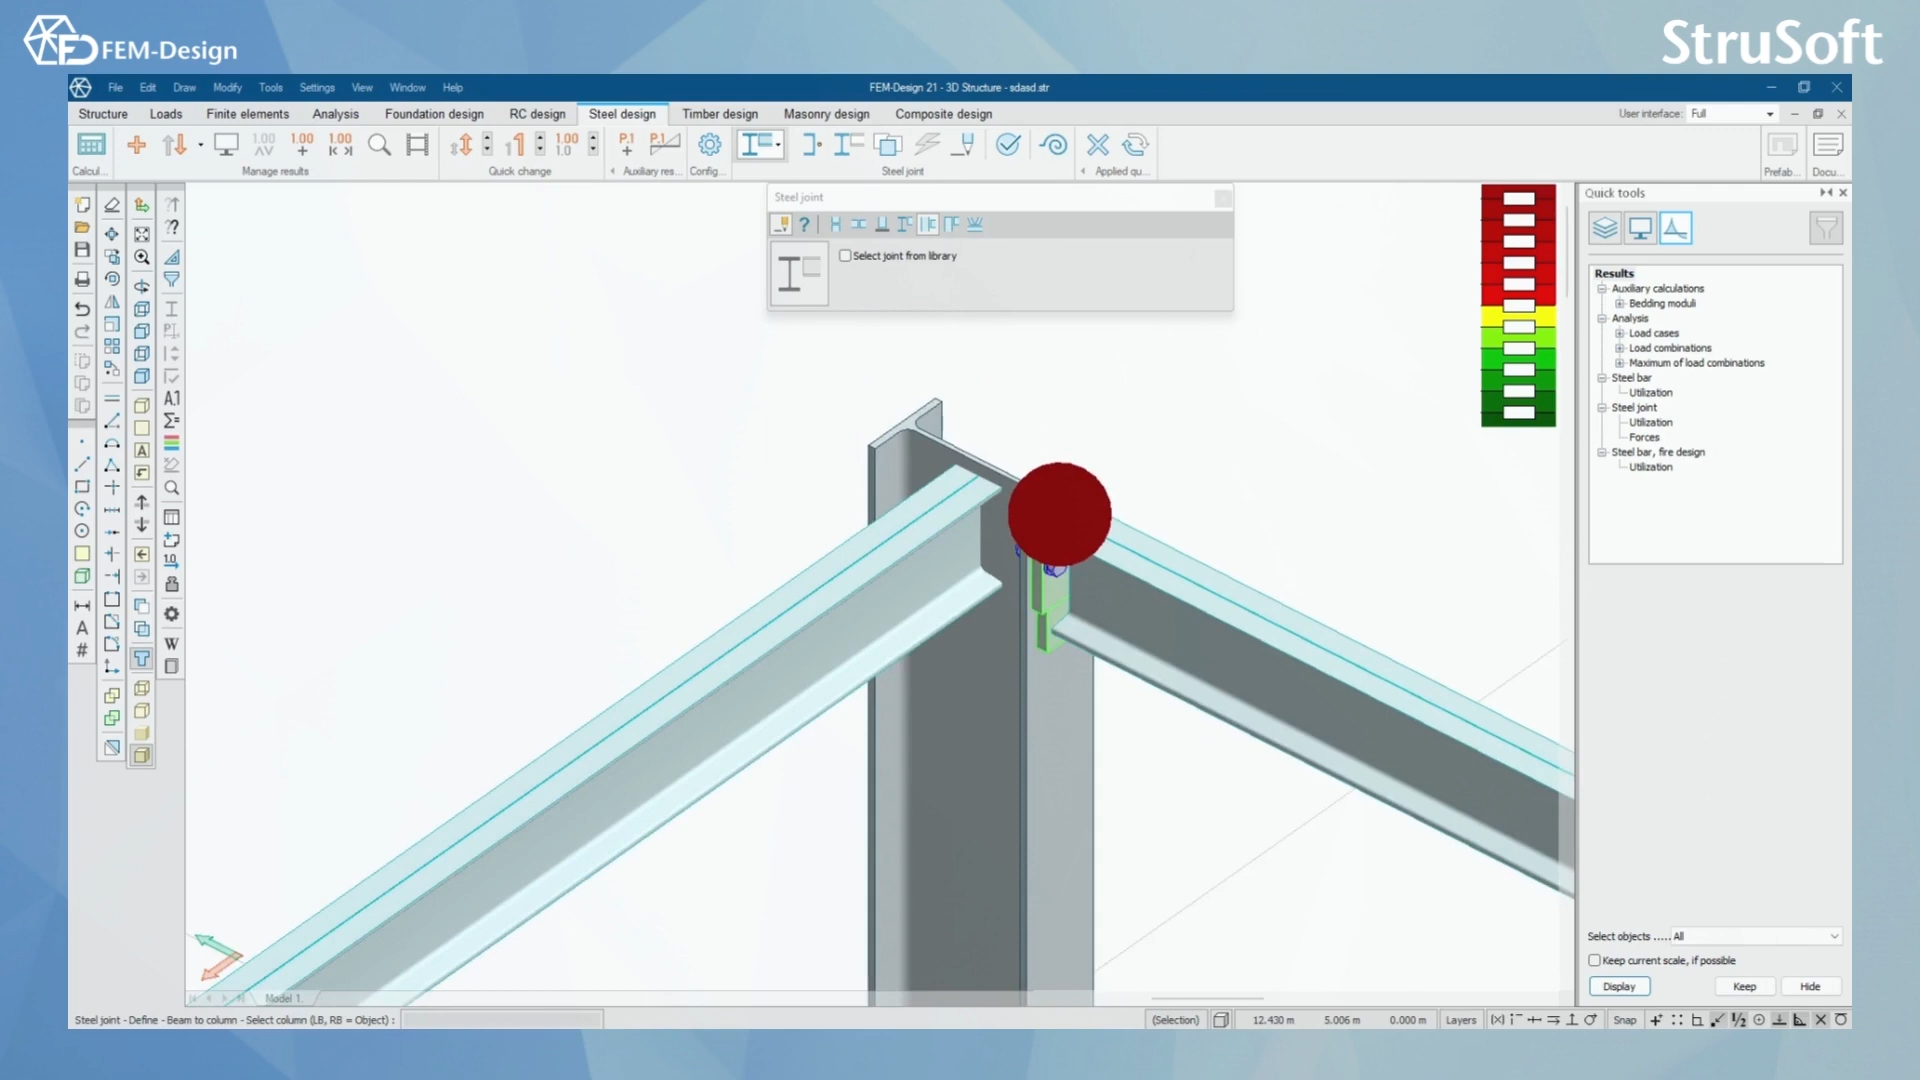 FEM-Design
StruSoft
File Edit Draw Modify Tools Settings View Window Help
FEM-Design 21 - 3D Structure - sdasd.str
Structure Loads Finite elements Analysis Foundation design RC design Steel design Timber design Masonry design Composite design
User interface: Full
Calcul... Manage results Quick change Auxiliary res... Config... Steel joint Applied qu... Prefab... Docu...
Steel joint
Select joint from library
Quick tools
Results
Auxiliary calculations
Bedding moduli
Analysis
Load cases
Load combinations
Maximum of load combinations
Steel bar
Utilization
Steel joint
Utilization
Forces
Steel bar, fire design
Utilization
Select objects ..... All
Keep current scale, if possible
Display Keep Hide
Model 1.
Steel joint - Define - Beam to column - Select column (LB, RB = Object) :
(Selection) 12.430 m 5.006 m 0.000 m Layers Snap